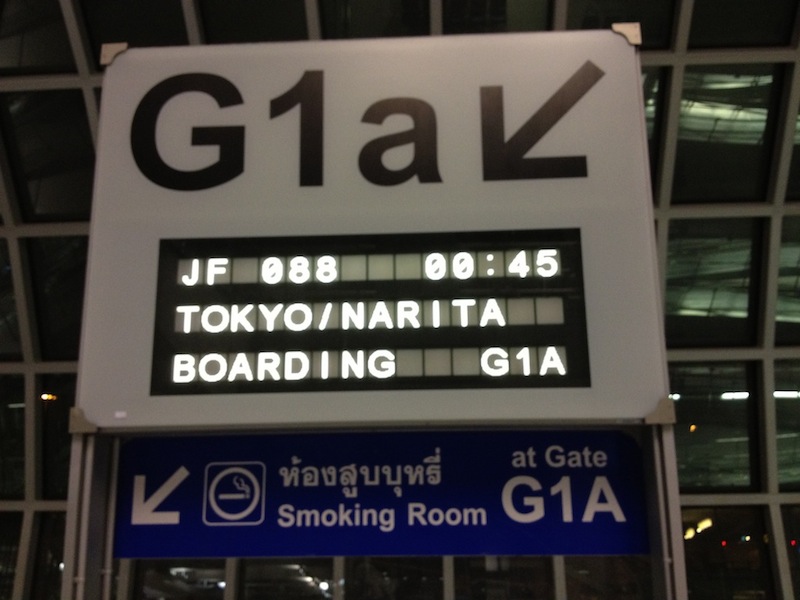 G1a
JF 088 00:45
TOKYO/NARITA
BOARDING G1A
ห้องสูบบุหรี่
Smoking Room
at Gate
G1A